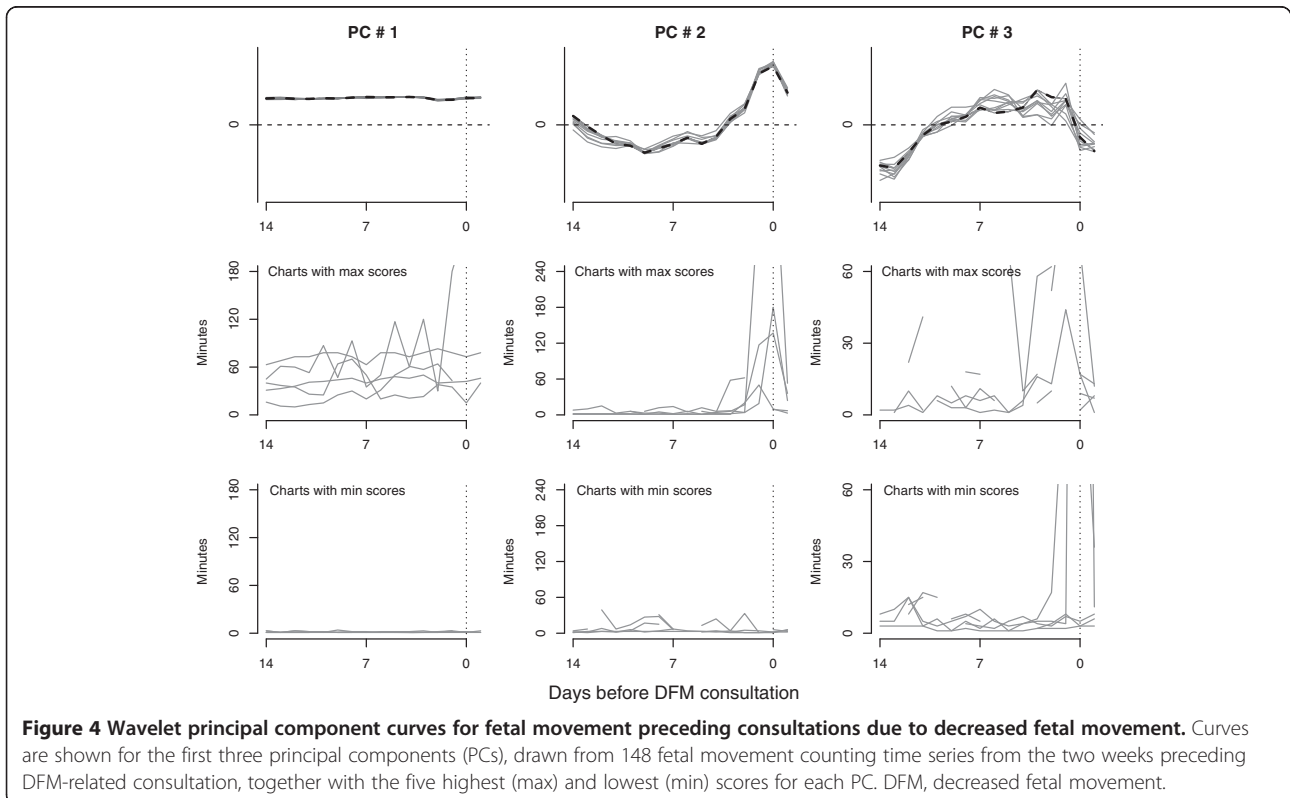 PC # 1
PC # 2
PC # 3
0
0
0
14
7
0
14
7
0
14
7
0
Charts with max scores
Minutes
0
60
120
180
14
7
0
Charts with max scores
Minutes
0
60
120
180
240
14
7
0
Charts with max scores
Minutes
0
30
60
14
7
0
Charts with min scores
Minutes
0
60
120
180
14
7
0
Charts with min scores
Minutes
0
60
120
180
240
14
7
0
Charts with min scores
Minutes
0
30
60
14
7
0
Days before DFM consultation
Figure 4 Wavelet principal component curves for fetal movement preceding consultations due to decreased fetal movement. Curves
are shown for the first three principal components (PCs), drawn from 148 fetal movement counting time series from the two weeks preceding
DFM-related consultation, together with the five highest (max) and lowest (min) scores for each PC. DFM, decreased fetal movement.